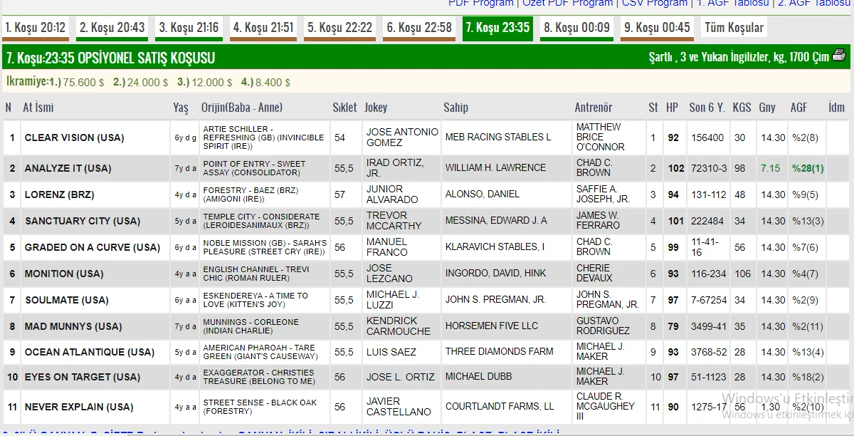 PDF Program | Özet PDF Program | CSV Program | 1. AGF Tablosu | 2. AGF Tablosu
1. Koşu 20:12 2. Koşu 20:43 3. Koşu 21:16 4. Koşu 21:51 5. Koşu 22:22 6. Koşu 22:58 7. Koşu 23:35 8. Koşu 00:09 9. Koşu 00:45 Tüm Koşular
7. Koşu:23:35 OPSİYONEL SATIŞ KOŞUSU Şartlı , 3 ve Yukarı İngilizler, kg, 1700 Çim
İkramiye:1.) 75.600 $ 2.) 24.000 $ 3.) 12.000 $ 4.) 8.400 $
N At İsmi Yaş Orijin(Baba - Anne) Sıklet Jokey Sahip Antrenör St HP Son 6 Y. KGS Gny AGF İdm
1 CLEAR VISION (USA) 6y d g ARTIE SCHILLER - REFRESHING (GB) (INVINCIBLE SPIRIT (IRE)) 54 JOSE ANTONIO GOMEZ MEB RACING STABLES L MATTHEW BRICE O'CONNOR 1 92 156400 30 14.30 %2(8)
2 ANALYZE IT (USA) 7y d a POINT OF ENTRY - SWEET ASSAY (CONSOLIDATOR) 55,5 IRAD ORTIZ, JR. WILLIAM H. LAWRENCE CHAD C. BROWN 2 102 72310-3 98 7.15 %28(1)
3 LORENZ (BRZ) 4y d a FORESTRY - BAEZ (BRZ) (AMIGONI (IRE)) 57 JUNIOR ALVARADO ALONSO, DANIEL SAFFIE A. JOSEPH, JR. 3 94 131-112 48 14.30 %9(5)
4 SANCTUARY CITY (USA) 5y d a TEMPLE CITY - CONSIDERATE (LEROIDESANIMAUX (BRZ)) 55,5 TREVOR MCCARTHY MESSINA, EDWARD J. A JAMES W. FERRARO 4 101 222484 34 14.30 %13(3)
5 GRADED ON A CURVE (USA) 6y d a NOBLE MISSION (GB) - SARAH'S PLEASURE (STREET CRY (IRE)) 56 MANUEL FRANCO KLARAVICH STABLES, I CHAD C. BROWN 5 99 11-41-16 56 14.30 %7(6)
6 MONITION (USA) 4y a a ENGLISH CHANNEL - TREVI CHIC (ROMAN RULER) 55,5 JOSE LEZCANO INGORDO, DAVID, HINK CHERIE DEVAUX 6 93 116-234 106 14.30 %4(7)
7 SOULMATE (USA) 6y a a ESKENDEREYA - A TIME TO LOVE (KITTEN'S JOY) 55,5 MICHAEL J. LUZZI JOHN S. PREGMAN, JR. JOHN S. PREGMAN, JR. 7 97 7-67254 34 14.30 %2(9)
8 MAD MUNNYS (USA) 7y d a MUNNINGS - CORLEONE (INDIAN CHARLIE) 55,5 KENDRICK CARMOUCHE HORSEMEN FIVE LLC GUSTAVO RODRIGUEZ 8 79 3499-41 35 14.30 %2(11)
9 OCEAN ATLANTIQUE (USA) 5y d a AMERICAN PHAROAH - TARE GREEN (GIANT'S CAUSEWAY) 55,5 LUIS SAEZ THREE DIAMONDS FARM MICHAEL J. MAKER 9 93 3768-52 28 14.30 %13(4)
10 EYES ON TARGET (USA) 4y d a EXAGGERATOR - CHRISTIES TREASURE (BELONG TO ME) 56 JOSE L. ORTIZ MICHAEL DUBB MICHAEL J. MAKER 10 97 51-1123 28 14.30 %18(2)
11 NEVER EXPLAIN (USA) 4y a a STREET SENSE - BLACK OAK (FORESTRY) 56 JAVIER CASTELLANO COURTLANDT FARMS, LL CLAUDE R. MCGAUGHEY III 11 90 1275-17 56 1.30 %2(10)
Windows'u Etkinleştir
Windows'u etkinleştirmek iç